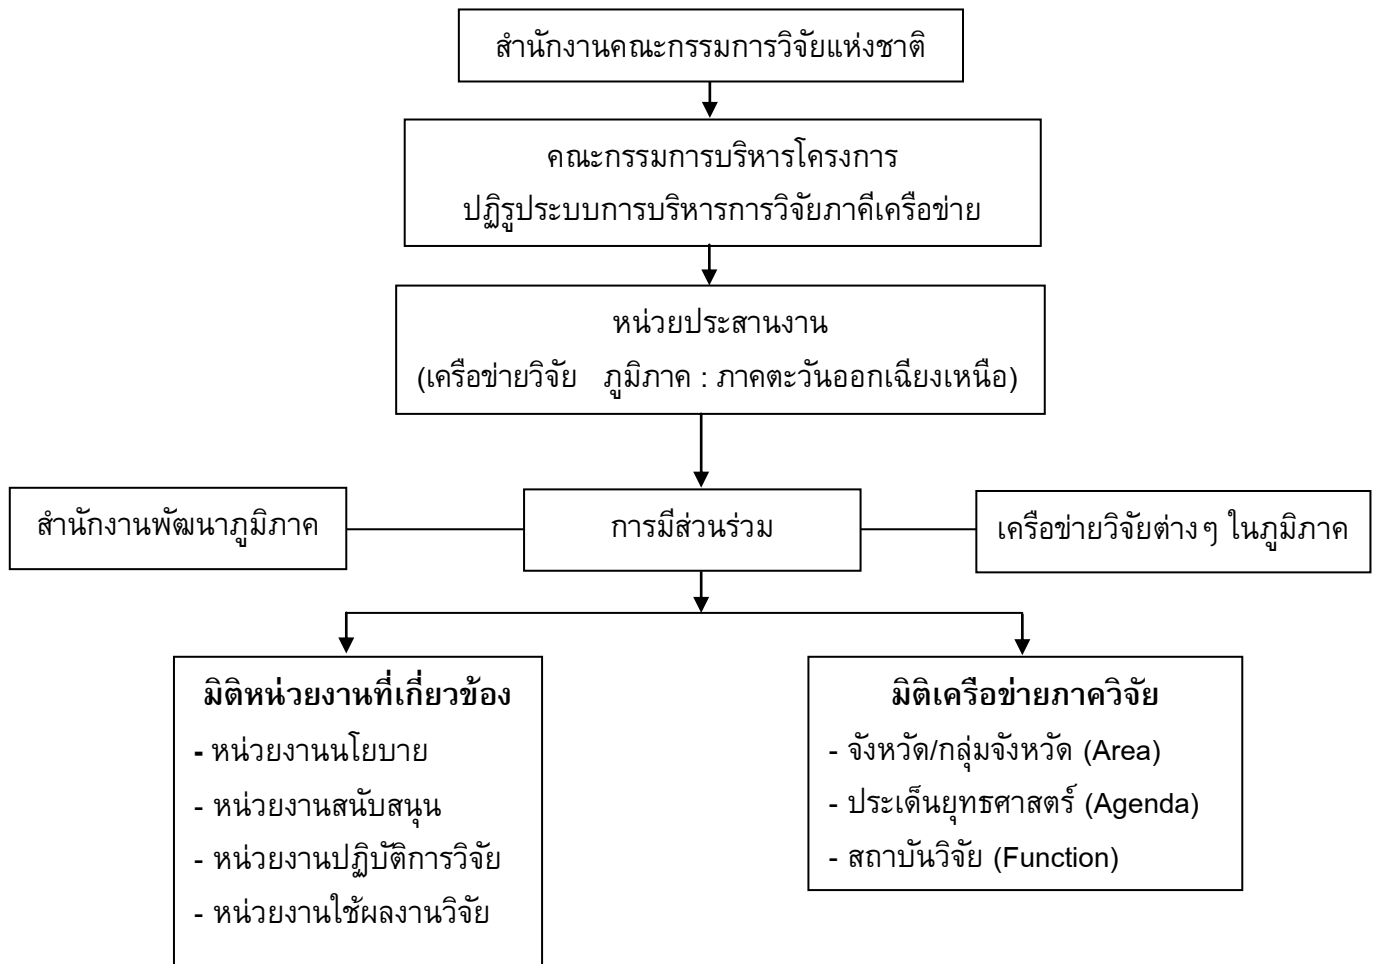 สำนักงานคณะกรรมการวิจัยแห่งชาติ
คณะกรรมการบริหารโครงการ
ปฏิรูประบบการบริหารการวิจัยภาคีเครือข่าย
หน่วยประสานงาน
(เครือข่ายวิจัย ภูมิภาค : ภาคตะวันออกเฉียงเหนือ)
สำนักงานพัฒนาภูมิภาค
การมีส่วนร่วม
เครือข่ายวิจัยต่างๆ ในภูมิภาค
มิติหน่วยงานที่เกี่ยวข้อง
- หน่วยงานนโยบาย
- หน่วยงานสนับสนุน
- หน่วยงานปฏิบัติการวิจัย
- หน่วยงานใช้ผลงานวิจัย
มิติเครือข่ายภาควิจัย
- จังหวัด/กลุ่มจังหวัด (Area)
- ประเด็นยุทธศาสตร์ (Agenda)
- สถาบันวิจัย (Function)